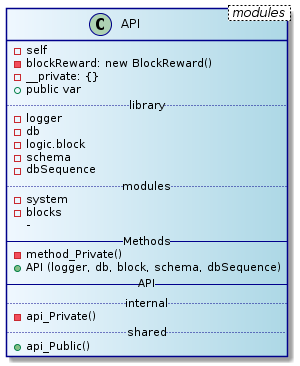 modules
C API
self
blockReward: new BlockReward()
__private: {}
public var
library
logger
db
logic.block
schema
dbSequence
modules
system
blocks
-
Methods
method_Private()
API (logger, db, block, schema, dbSequence)
API
internal
api_Private()
shared
api_Public()